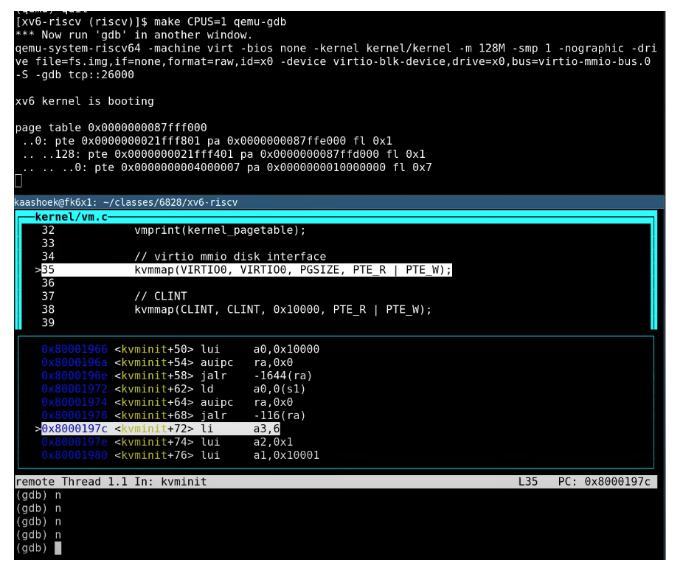 [xv6-riscv (riscv)]$ make CPUS=1 qemu-gdb
*** Now run 'gdb' in another window.
qemu-system-riscv64 -machine virt -bios none -kernel kernel/kernel -m 128M -smp 1 -nographic -dri
ve file=fs.img,if=none,format=raw,id=x0 -device virtio-blk-device,drive=x0,bus=virtio-mmio-bus.0
-S -gdb tcp::26000
xv6 kernel is booting
page table 0x0000000087fff000
..0: pte 0x0000000021fff801 pa 0x0000000087ffe000 fl 0x1
.. ..128: pte 0x0000000021fff401 pa 0x0000000087ffd000 fl 0x1
.. .. ..0: pte 0x0000000004000007 pa 0x0000000010000000 fl 0x7
kaashoek@fk6x1: ~/classes/6828/xv6-riscv
kernel/vm.c
32 vmprint(kernel_pagetable);
33
34 // virtio mmio disk interface
>35 kvmmap(VIRTIO0, VIRTIO0, PGSIZE, PTE_R | PTE_W);
36
37 // CLINT
38 kvmmap(CLINT, CLINT, 0x10000, PTE_R | PTE_W);
39
0x80001966 <kvminit+50> lui a0,0x10000
0x8000196a <kvminit+54> auipc ra,0x0
0x8000196e <kvminit+58> jalr -1644(ra)
0x80001972 <kvminit+62> ld a0,0(s1)
0x80001974 <kvminit+64> auipc ra,0x0
0x80001978 <kvminit+68> jalr -116(ra)
>0x8000197c <kvminit+72> li a3,6
0x8000197e <kvminit+74> lui a2,0x1
0x80001980 <kvminit+76> lui a1,0x10001
remote Thread 1.1 In: kvminit L35 PC: 0x8000197c
(gdb) n
(gdb) n
(gdb) n
(gdb) n
(gdb)